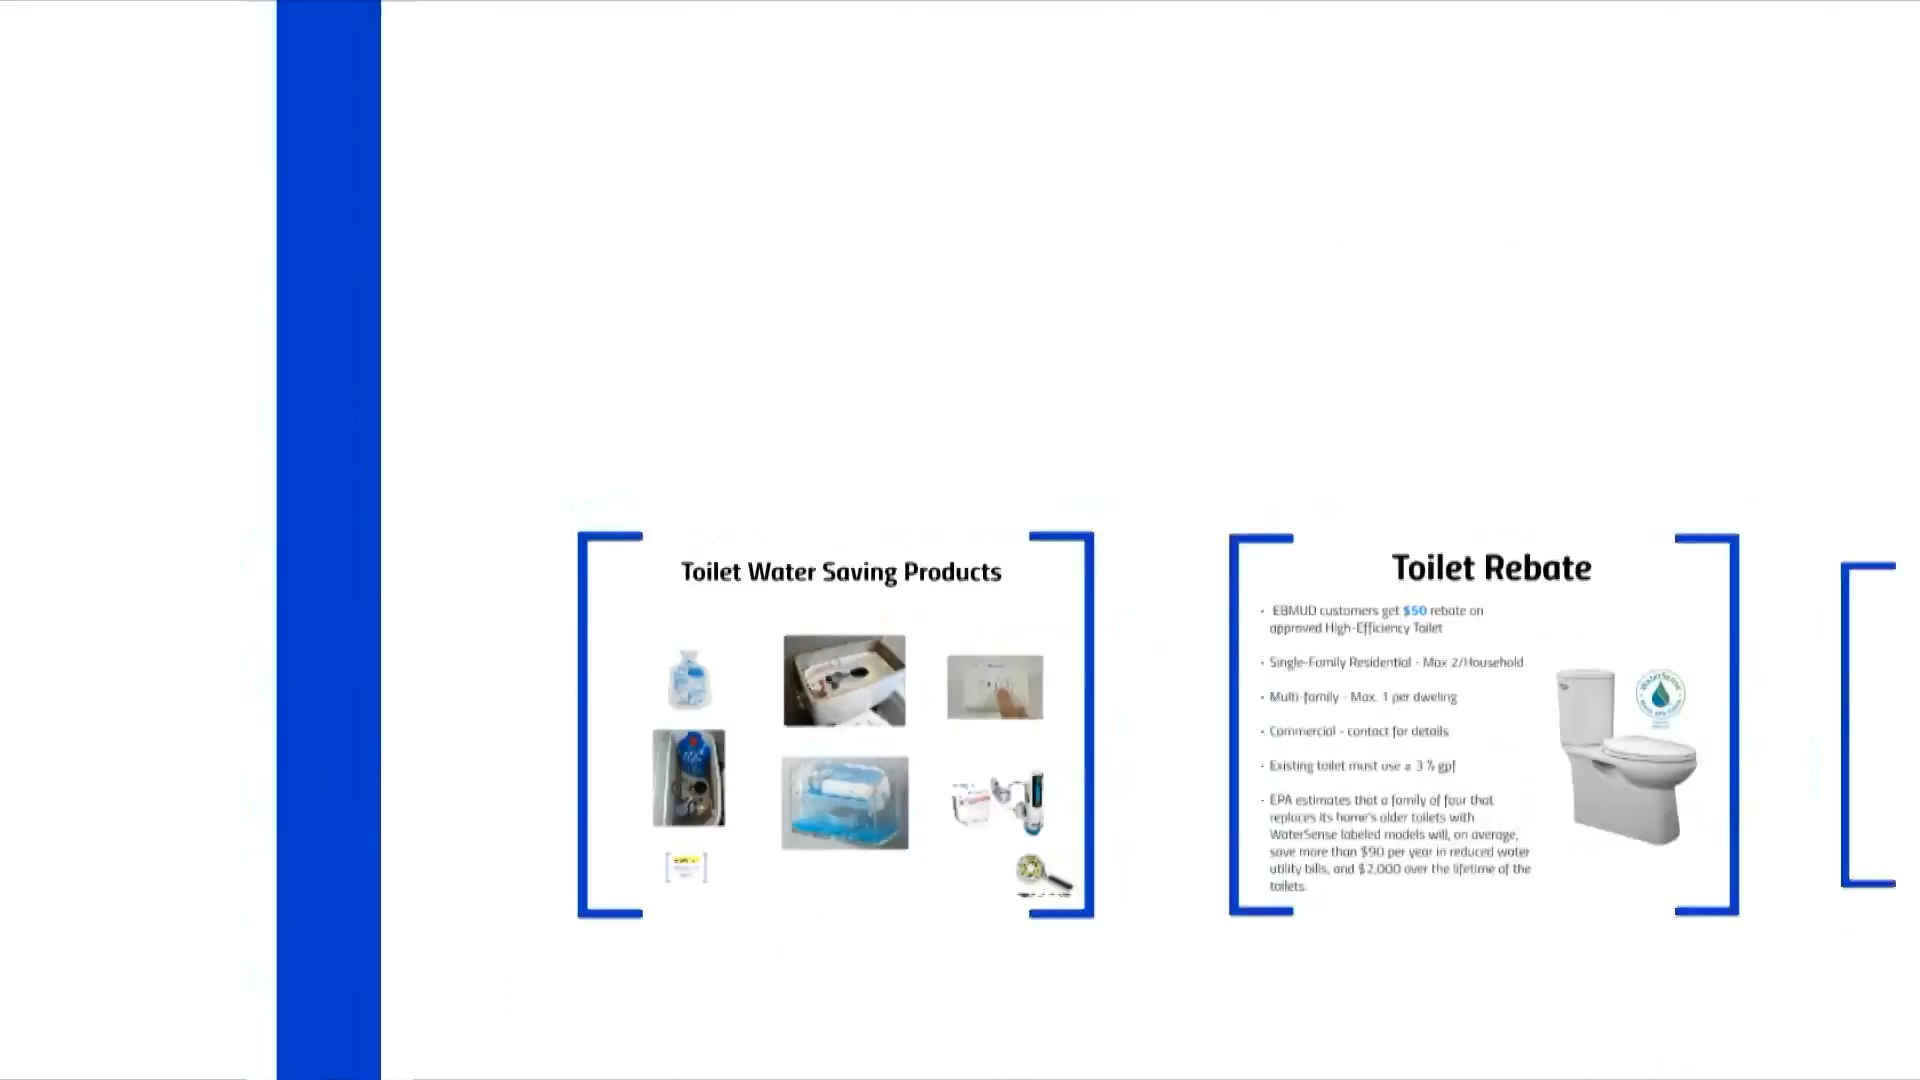 Toilet Water Saving Products
Toilet Rebate
• EBMUD customers get $50 rebate on
approved High-Efficiency Toilet
• Single-Family Residential - Max 2/Household
• Multi-family - Max. 1 per dweling
• Commercial - contact for details
• Existing toilet must use
• EPA estimates that a family of four that
replaces its home's older toilets with
WaterSense labeled models will, on average,
save more than $90 per year in reduced water
utility bills, and $2,000 over the lifetime of the
toilets.
WaterSense